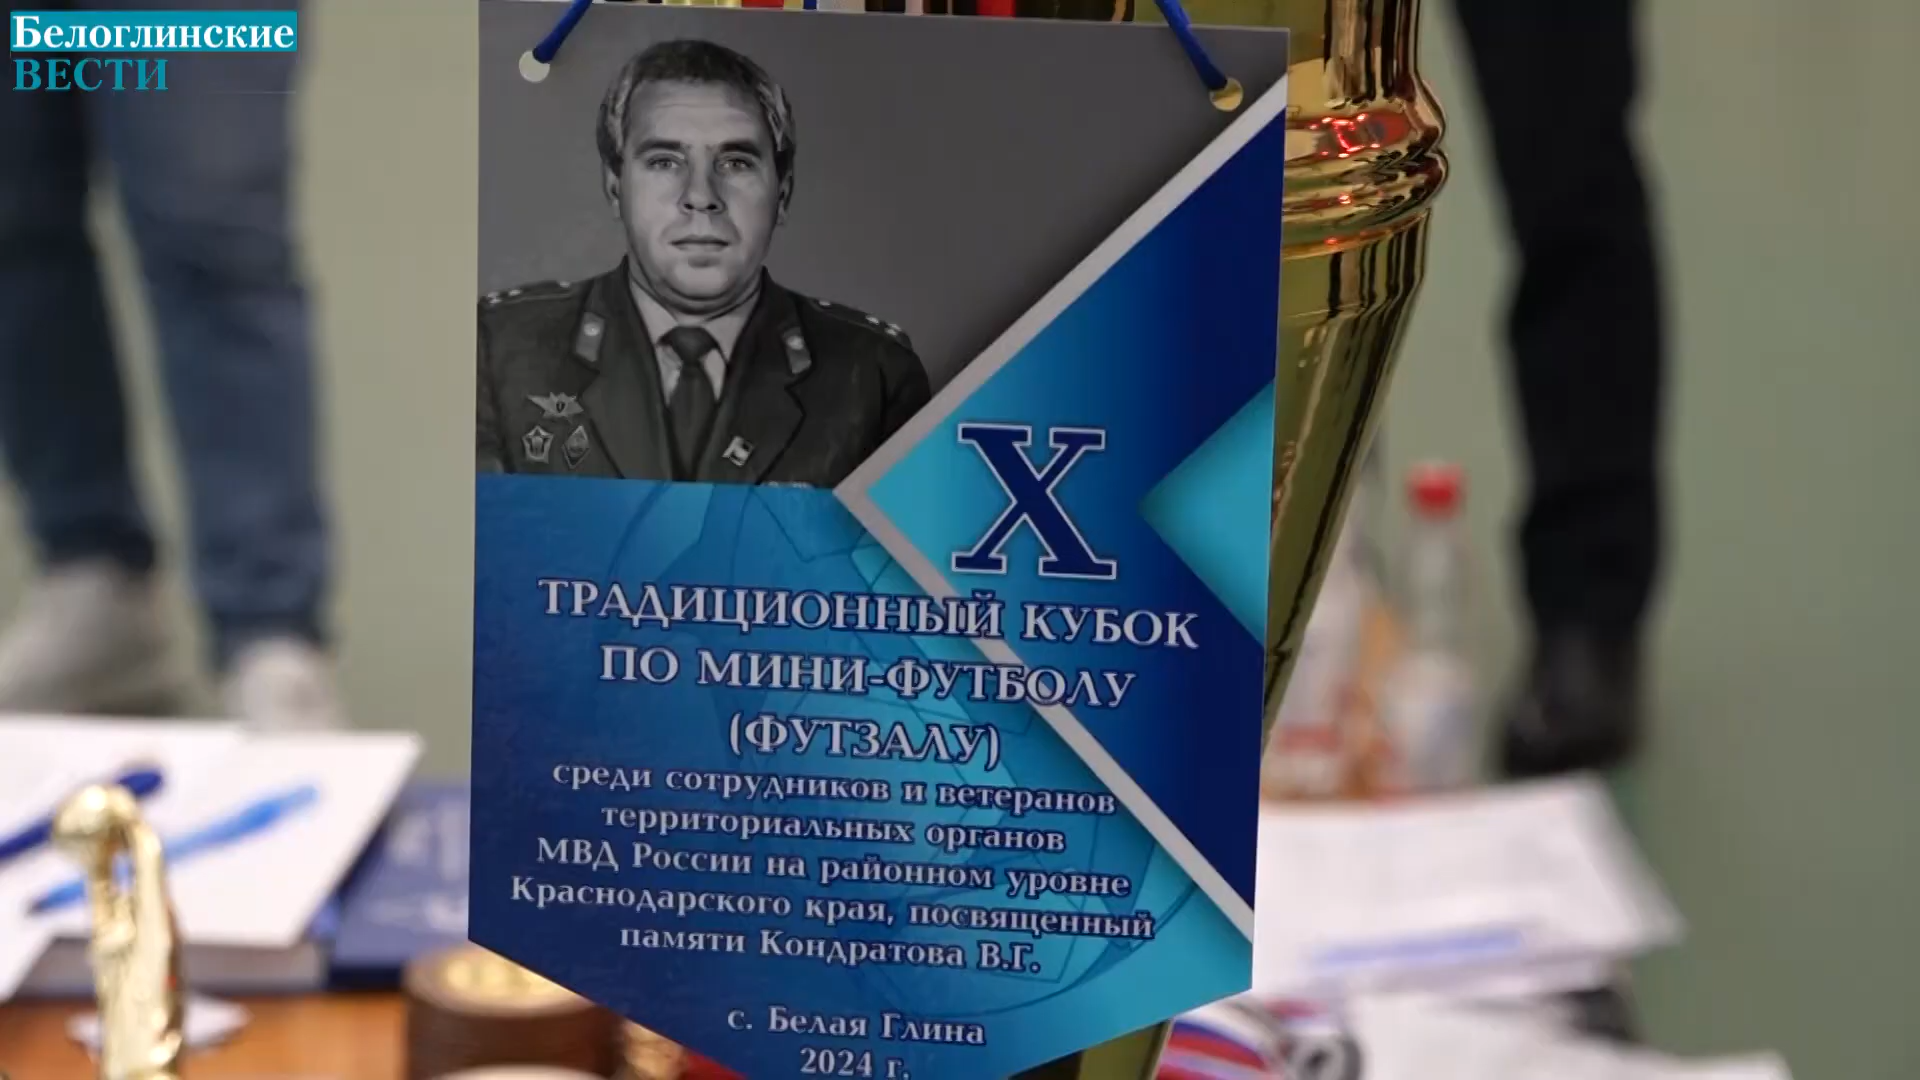 Белоглинские
ВЕСТИ
X
ТРАДИЦИОННЫЙ КУБОК
ПО МИНИ-ФУТБОЛУ
(ФУТЗАЛУ)
среди сотрудников и ветеранов
территориальных органов
МВД России на районном уровне
Краснодарского края, посвященный
памяти Кондратова В.Г.
с. Белая Глина
2024 г.